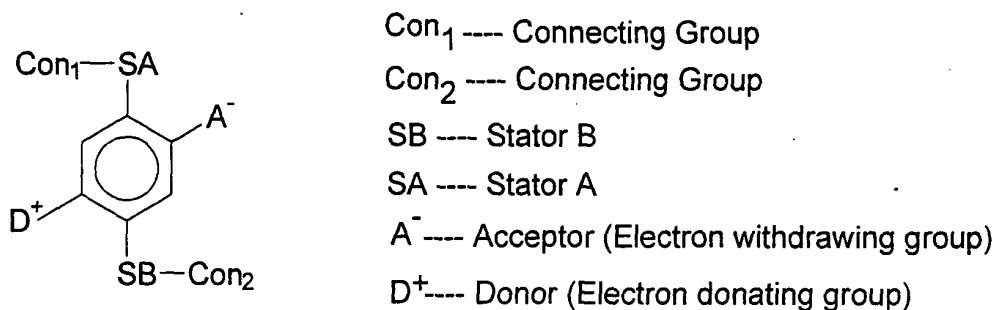 Con₁—SA
A⁻
D⁺
SB—Con₂
Con₁ ---- Connecting Group
Con₂ ---- Connecting Group
SB ---- Stator B
SA ---- Stator A
A⁻---- Acceptor (Electron withdrawing group)
D⁺---- Donor (Electron donating group)